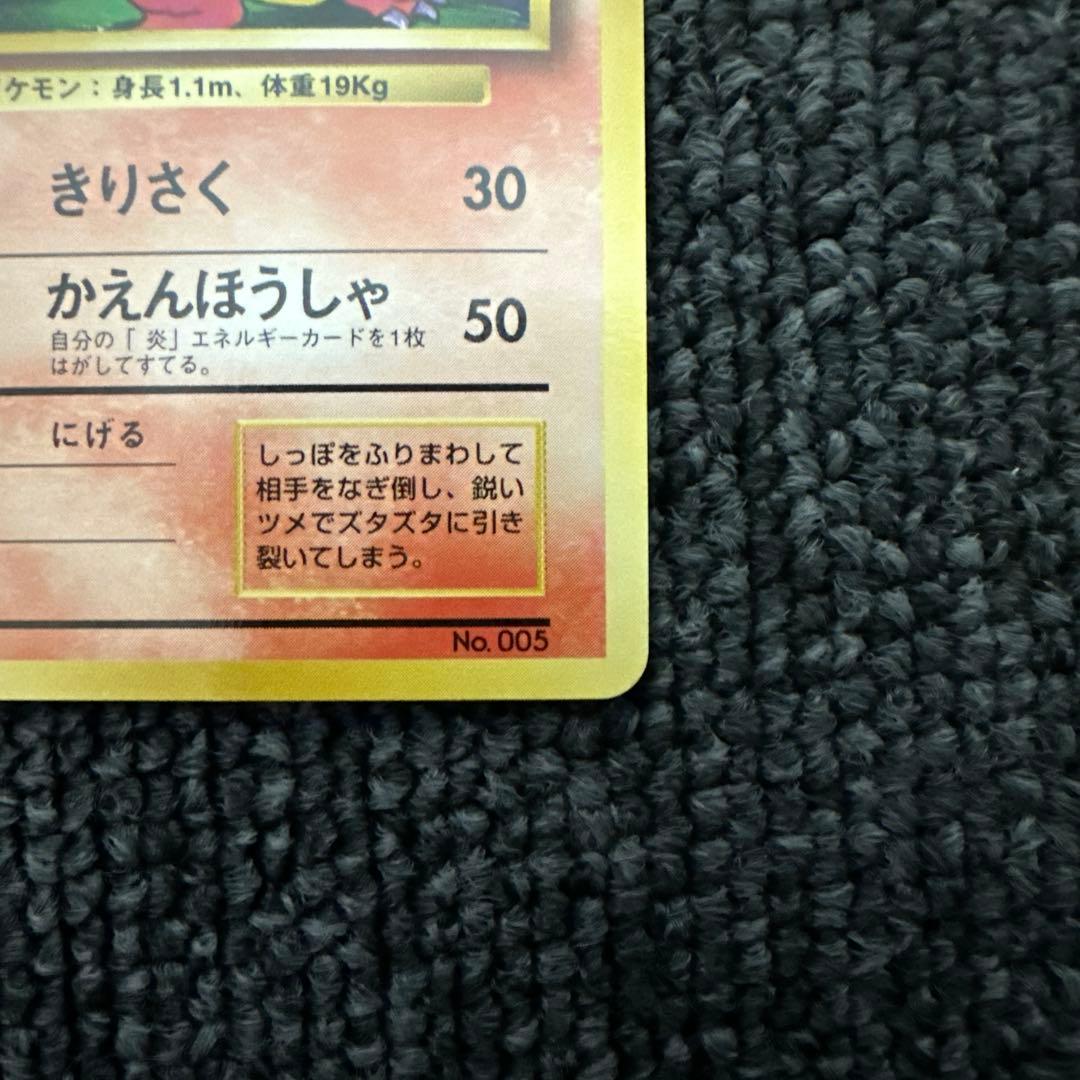 ケモン：身長1.1m、体重19Kg
きりさく 30
かえんほうしゃ 50
自分の「 炎」エネルギーカードを1枚
はがしてすてる。
にげる
しっぽをふりまわして
相手をなぎ倒し、鋭い
ツメでズタズタに引き
裂いてしまう。
No. 005